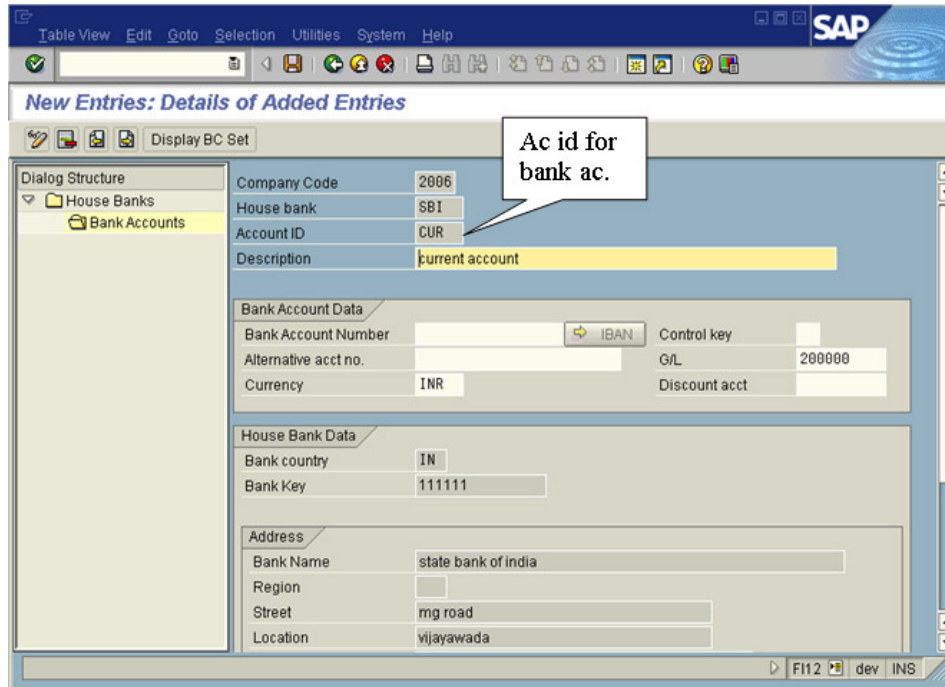 Table View Edit Goto Selection Utilities System Help
SAP
New Entries: Details of Added Entries
Display BC Set
Ac id for
bank ac.
Dialog Structure
House Banks
Bank Accounts
Company Code 2006
House bank SBI
Account ID CUR
Description current account
Bank Account Data
Bank Account Number IBAN Control key
Alternative acct no. G/L 200000
Currency INR Discount acct
House Bank Data
Bank country IN
Bank Key 111111
Address
Bank Name state bank of india
Region
Street mg road
Location vijayawada
FI12 dev INS